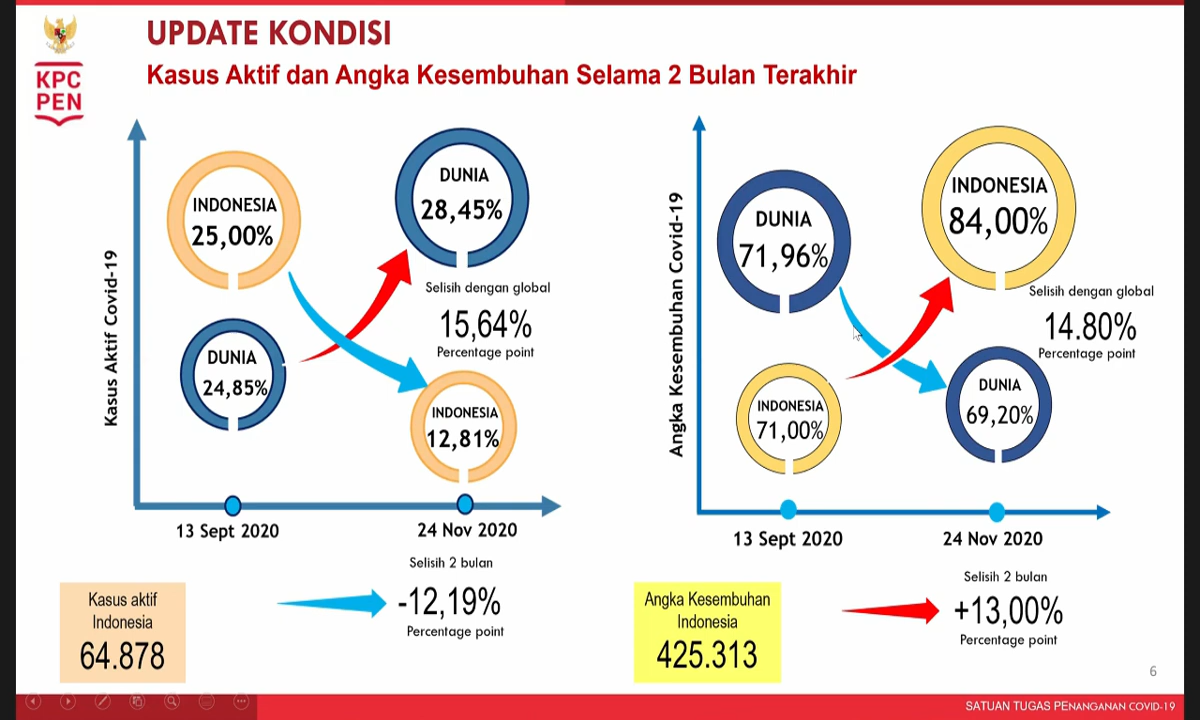 UPDATE KONDISI
KPC
PEN
Kasus Aktif dan Angka Kesembuhan Selama 2 Bulan Terakhir
Kasus Aktif Covid-19
INDONESIA
25,00%
DUNIA
28,45%
Selisih dengan global
15,64%
Percentage point
DUNIA
24,85%
INDONESIA
12,81%
13 Sept 2020
24 Nov 2020
Selisih 2 bulan
-12,19%
Percentage point
Kasus aktif
Indonesia
64.878
Angka Kesembuhan Covid-19
DUNIA
71,96%
INDONESIA
84,00%
Selisih dengan global
14.80%
Percentage point
INDONESIA
71,00%
DUNIA
69,20%
13 Sept 2020
24 Nov 2020
Selisih 2 bulan
+13,00%
Percentage point
Angka Kesembuhan
Indonesia
425.313
6
SATUAN TUGAS PENANGANAN COVID-19